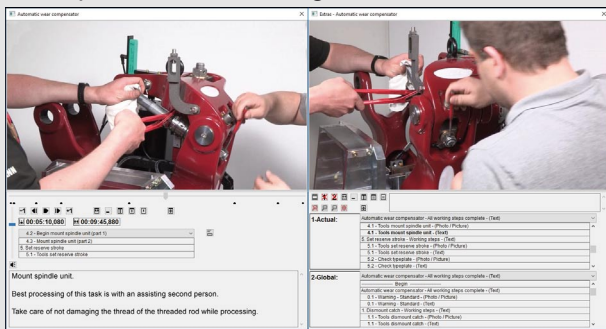 Automatic wear compensator
Extras - Automatic wear compensator
00:05:10,080
00:09:45,880
4.2 - Begin mount spindle unit (part 1)
4.3 - Mount spindle unit (part 2)
5. Set reserve stroke
5.1 - Tools set reserve stroke
Mount spindle unit.
Best processing of this task is with an assisting second person.
Take care of not damaging the thread of the threaded rod while processing.
1-Actual:
Automatic wear compensator - All working steps complete - (Text)
4.1 - Tools mount spindle unit - (Photo / Picture)
4.1 - Tools mount spindle unit - (Text)
5. Set reserve stroke - Working steps - (Text)
5.1 - Tools set reserve stroke - (Photo / Picture)
5.1 - Tools set reserve stroke - (Text)
5.2 - Check typeplate - (Photo / Picture)
5.2 - Check typeplate - (Text)
2-Global:
Automatic wear compensator - All working steps complete - (Text)
Begin
Automatic wear compensator - All working steps complete - (Text)
0.1 - Warning - Standard - (Photo / Picture)
0.1 - Warning - Standard - (Text)
1. Dismount catch - Working steps - (Text)
1.1 - Tools dismount catch - (Photo / Picture)
1.1 - Tools dismount catch - (Text)